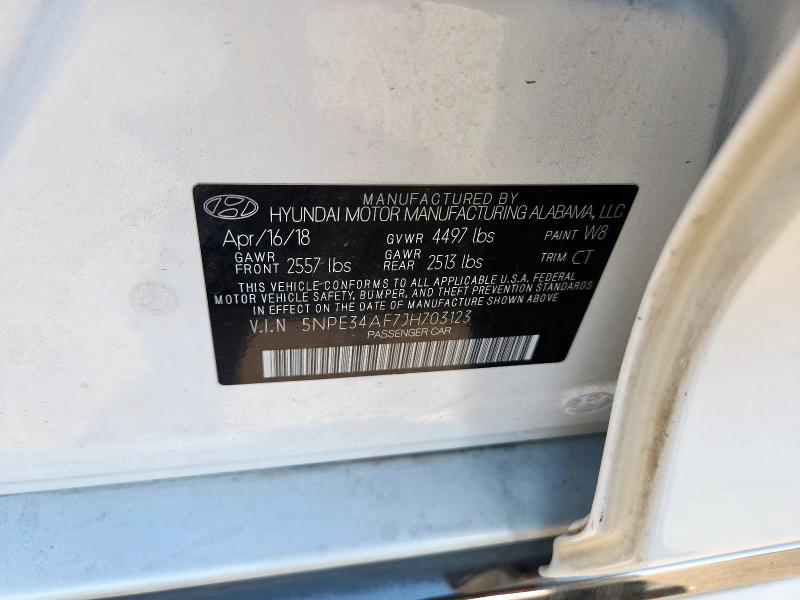 MANUFACTURED BY
HYUNDAI MOTOR MANUFACTURING ALABAMA, LLC
Apr/16/18 GVWR 4497 lbs PAINT W8
GAWR FRONT 2557 lbs GAWR REAR 2513 lbs TRIM CT
THIS VEHICLE CONFORMS TO ALL APPLICABLE U.S.A. FEDERAL
MOTOR VEHICLE SAFETY, BUMPER, AND THEFT PREVENTION STANDARDS
IN EFFECT ON THE DATE OF MANUFACTURE SHOWN ABOVE
V.I.N 5NPE34AF7JH703123
PASSENGER CAR